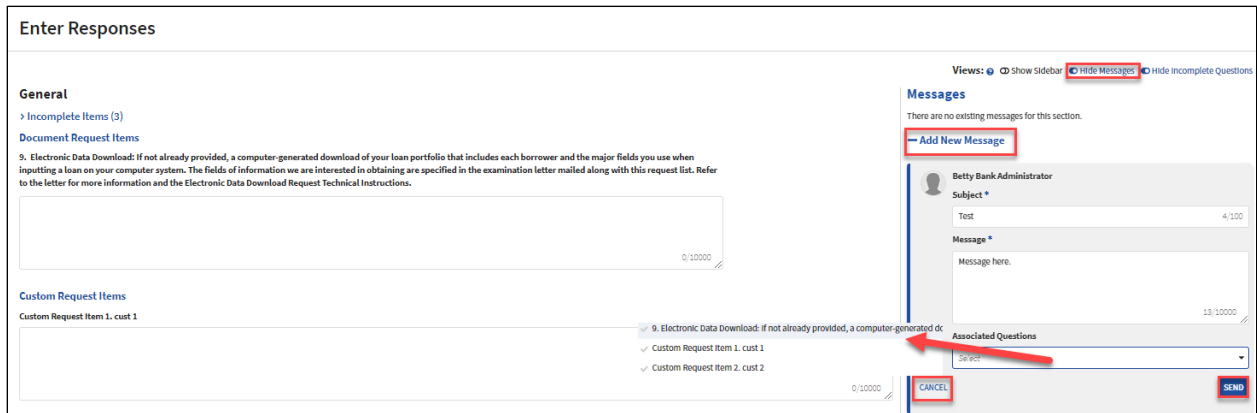 Enter Responses
Views: Show Sidebar Hide Messages Hide Incomplete Questions
General
> Incomplete Items (3)
Document Request Items
9. Electronic Data Download: If not already provided, a computer-generated download of your loan portfolio that includes each borrower and the major fields you use when
inputting a loan on your computer system. The fields of information we are interested in obtaining are specified in the examination letter mailed along with this request list. Refer
to the letter for more information and the Electronic Data Download Request Technical Instructions.
0/10000
Custom Request Items
Custom Request Item 1. cust 1
0/10000
9. Electronic Data Download: If not already provided, a computer-generated do
Custom Request Item 1. cust 1
Custom Request Item 2. cust 2
Messages
There are no existing messages for this section.
— Add New Message
Betty Bank Administrator
Subject *
Test 4/100
Message *
Message here.
13/10000
Associated Questions
Select
CANCEL SEND